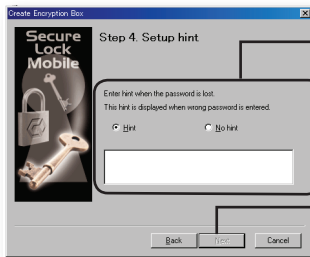 Create Encryption Box
Secure
Lock
Mobile
Step 4. Setup hint
Enter hint when the password is lost.
This hint is displayed when wrong password is entered.
Hint
No hint
Back
Next
Cancel